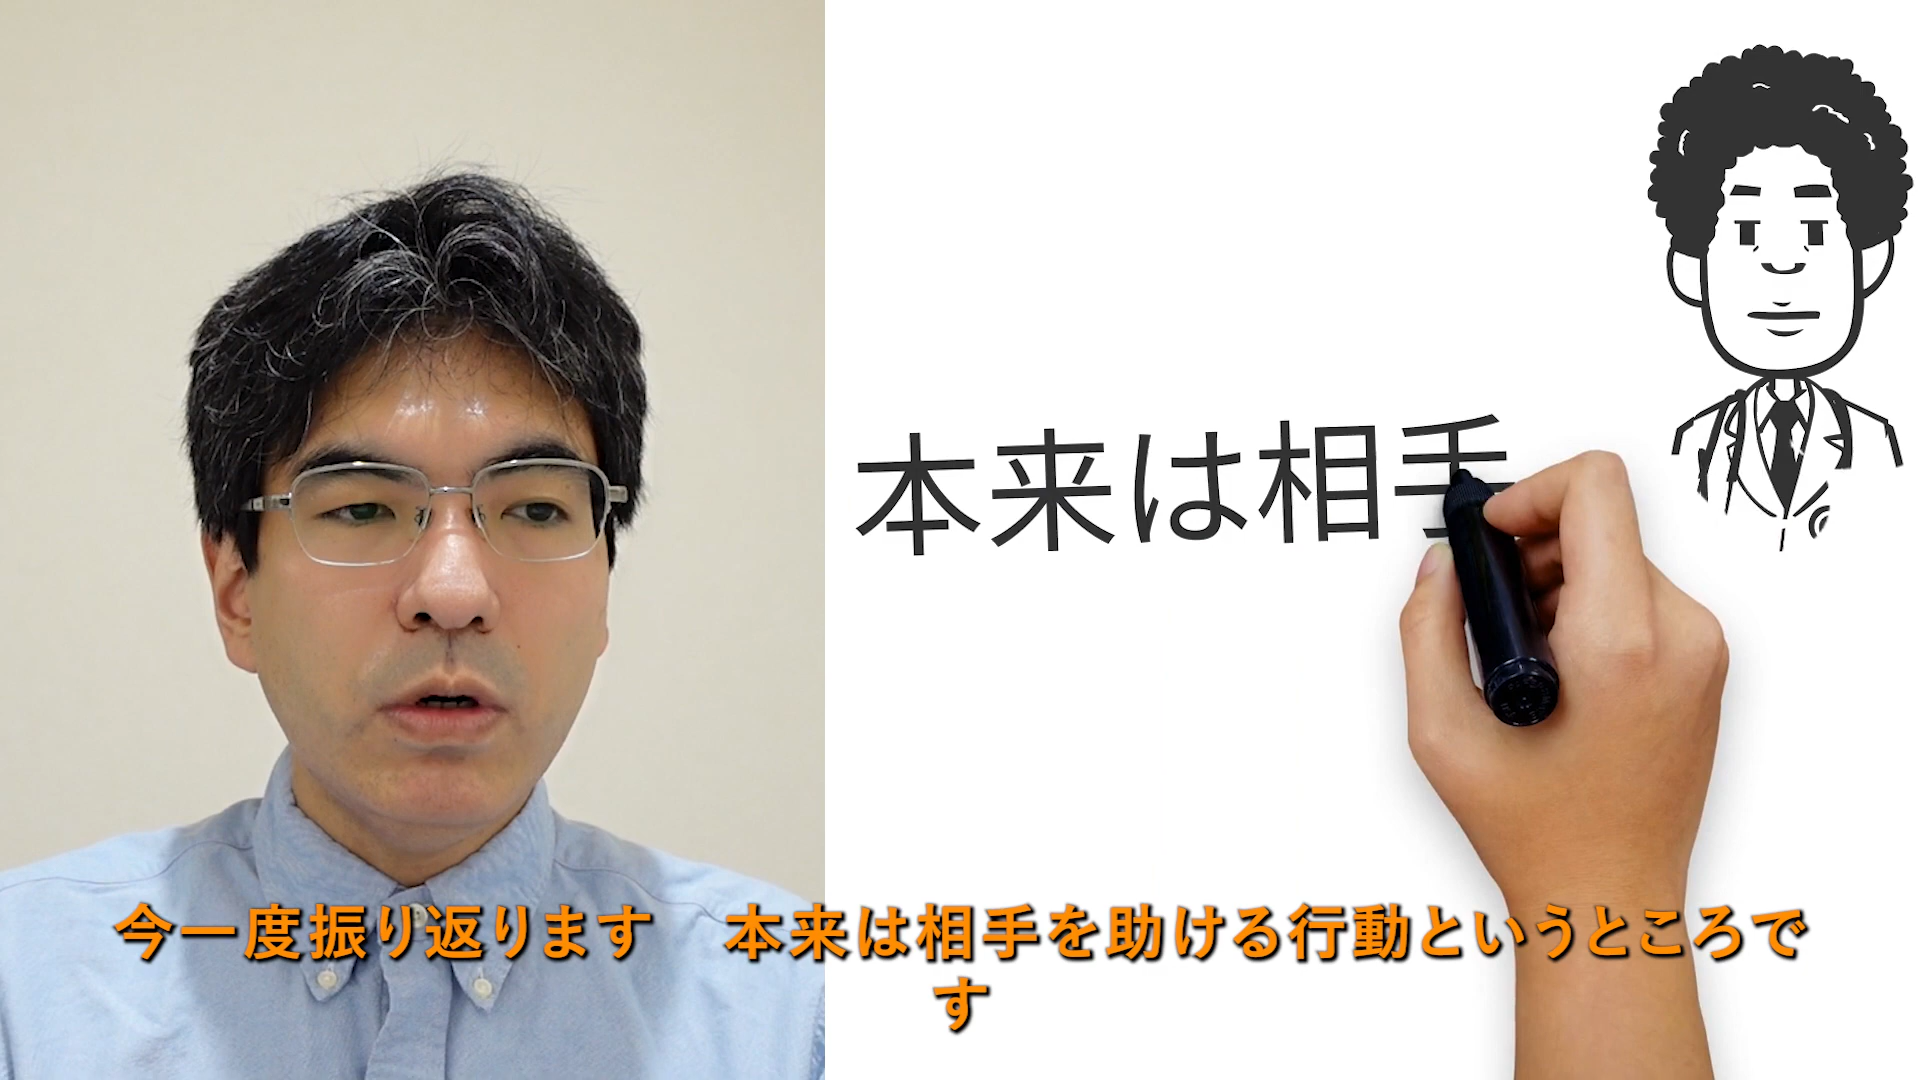 本来は相手
今一度振り返ります　本来は相手を助ける行動というところで
す